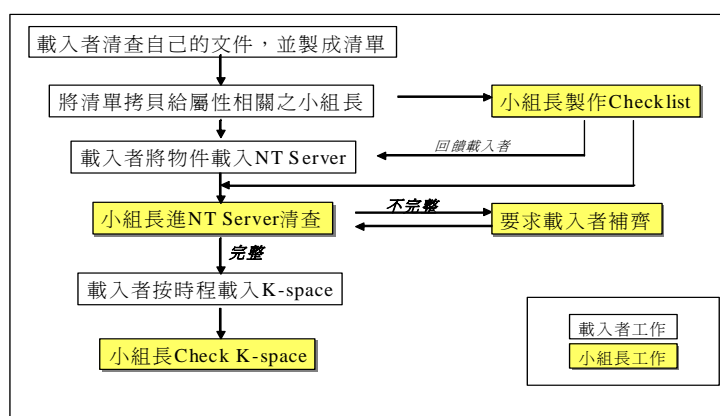 載入者清查自己的文件，並製成清單
將清單拷貝給屬性相關之小組長
小組長製作Checklist
回饋載入者
載入者將物件載入NT Server
小組長進NT Server清查
不完整
要求載入者補齊
完整
載入者按時程載入K-space
小組長Check K-space
載入者工作
小組長工作